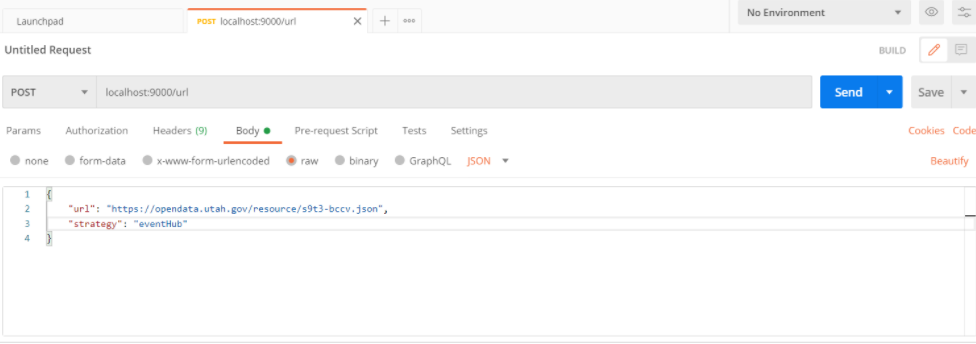 Launchpad POST localhost:9000/url No Environment
Untitled Request BUILD
POST localhost:9000/url Send Save
Params Authorization Headers (9) Body Pre-request Script Tests Settings Cookies Code
none form-data x-www-form-urlencoded raw binary GraphQL JSON Beautify
1 {
2 "url": "https://opendata.utah.gov/resource/s9t3-bccv.json",
3 "strategy": "eventHub"
4 }